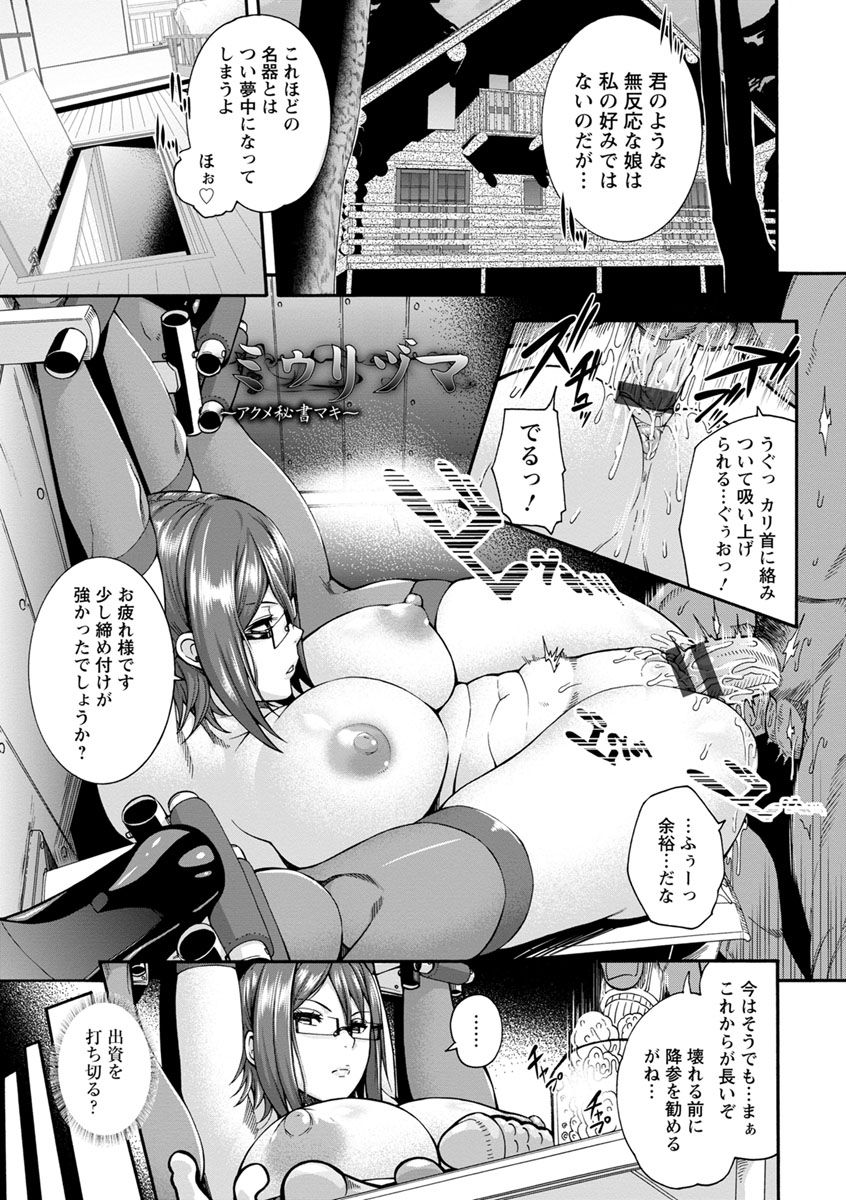 君のような
無反応な娘は
私の好みでは
ないのだが…
これほどの
名器とは
つい夢中になって
しまうよ
ほぉ♡
うぐっ カリ首に絡み
ついて吸い上げ
られる…ぐぅおっ!
でるっ!
ミウリヅマ
～アクメ秘書マキ～
お疲れ様です
少し締め付けが
強かったでしょうか?
…ふぅーっ
余裕…だな
今はそうでも…まぁ
これからが長いぞ
壊れる前に
降参を勧める
がね…
……
出資を
打ち切る?